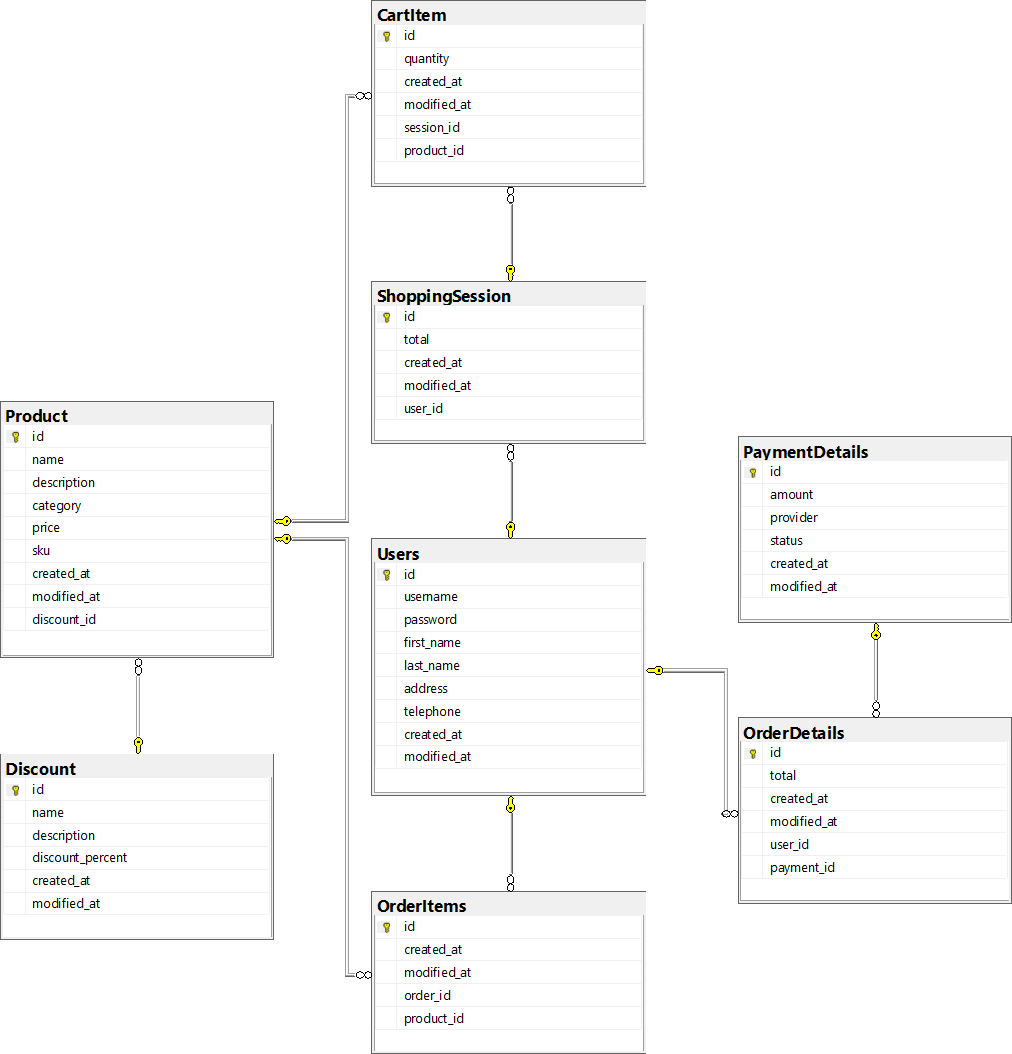 CartItem
id
quantity
created_at
modified_at
session_id
product_id
ShoppingSession
id
total
created_at
modified_at
user_id
Product
id
name
description
category
price
sku
created_at
modified_at
discount_id
PaymentDetails
id
amount
provider
status
created_at
modified_at
Users
id
username
password
first_name
last_name
address
telephone
created_at
modified_at
OrderDetails
id
total
created_at
modified_at
user_id
payment_id
Discount
id
name
description
discount_percent
created_at
modified_at
OrderItems
id
created_at
modified_at
order_id
product_id